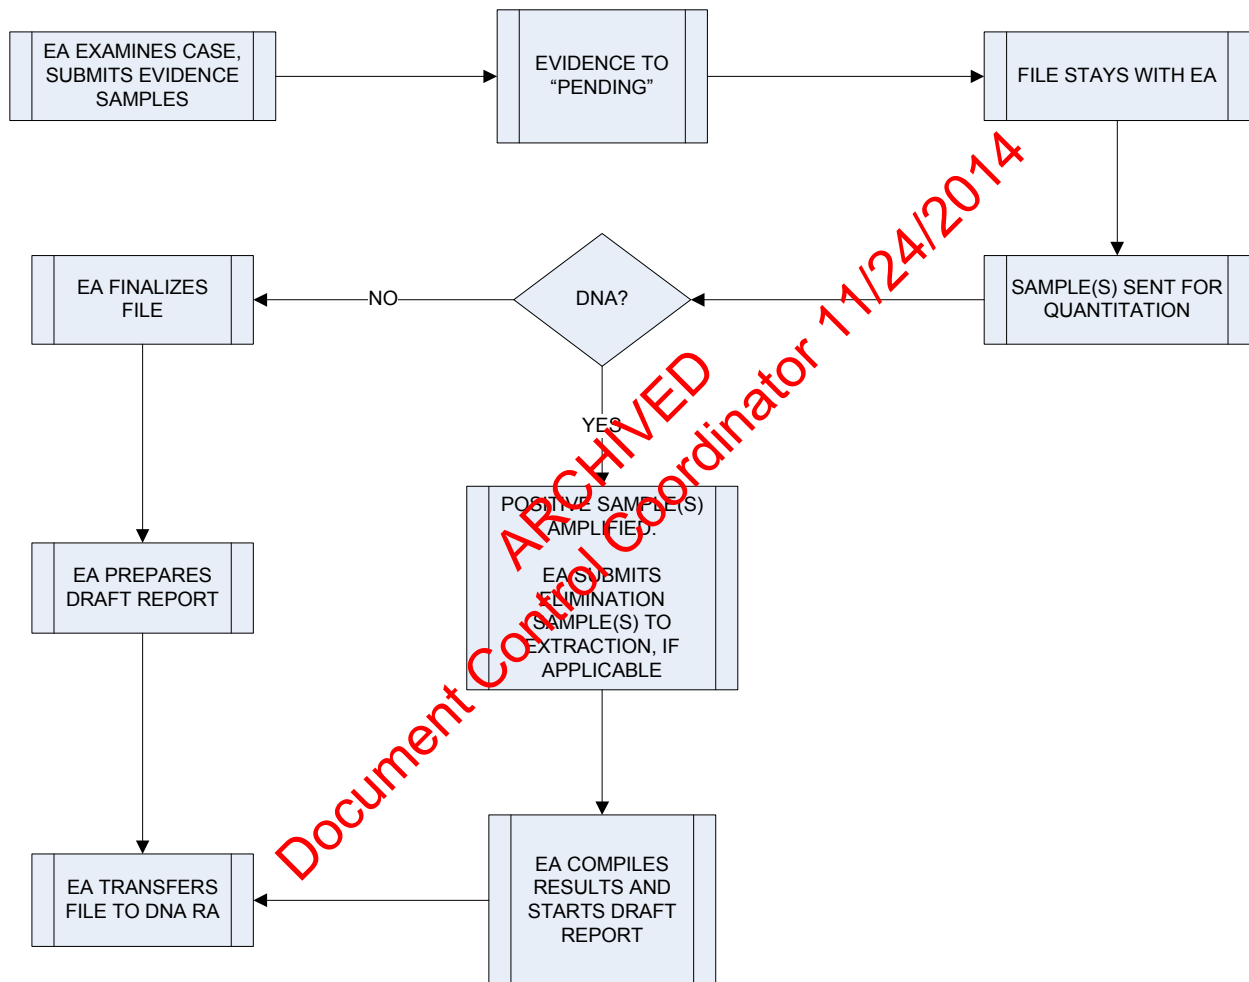 EA EXAMINES CASE,
SUBMITS EVIDENCE
SAMPLES
EVIDENCE TO
“PENDING”
FILE STAYS WITH EA
SAMPLE(S) SENT FOR
QUANTITATION
DNA?
NO
EA FINALIZES
FILE
YES
POSITIVE SAMPLE(S)
AMPLIFIED.
EA SUBMITS
ELIMINATION
SAMPLE(S) TO
EXTRACTION, IF
APPLICABLE
EA PREPARES
DRAFT REPORT
EA COMPILES
RESULTS AND
STARTS DRAFT
REPORT
EA TRANSFERS
FILE TO DNA RA
ARCHIVED
Document Control Coordinator 11/24/2014